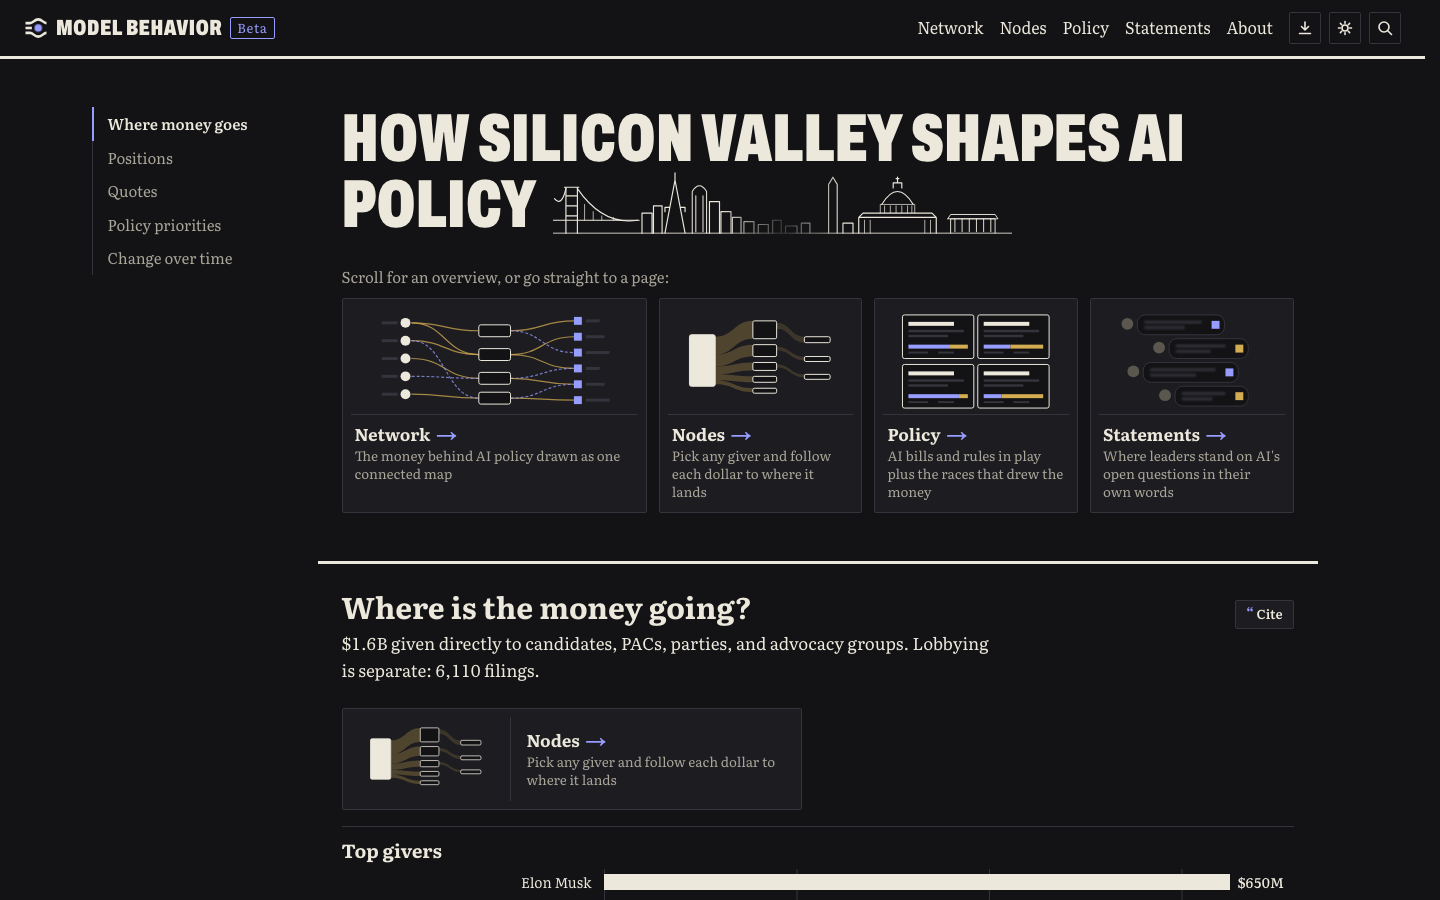 MODEL BEHAVIOR Beta
Network Nodes Policy Statements About
Where money goes
Positions
Quotes
Policy priorities
Change over time
HOW SILICON VALLEY SHAPES AI
POLICY
Scroll for an overview, or go straight to a page:
Network →
The money behind AI policy drawn as one
connected map
Nodes →
Pick any giver and follow
each dollar to where it
lands
Policy →
AI bills and rules in play
plus the races that drew the
money
Statements →
Where leaders stand on AI's
open questions in their
own words
Where is the money going?
“ Cite
$1.6B given directly to candidates, PACs, parties, and advocacy groups. Lobbying
is separate: 6,110 filings.
Nodes →
Pick any giver and follow each dollar to
where it lands
Top givers
Elon Musk $650M